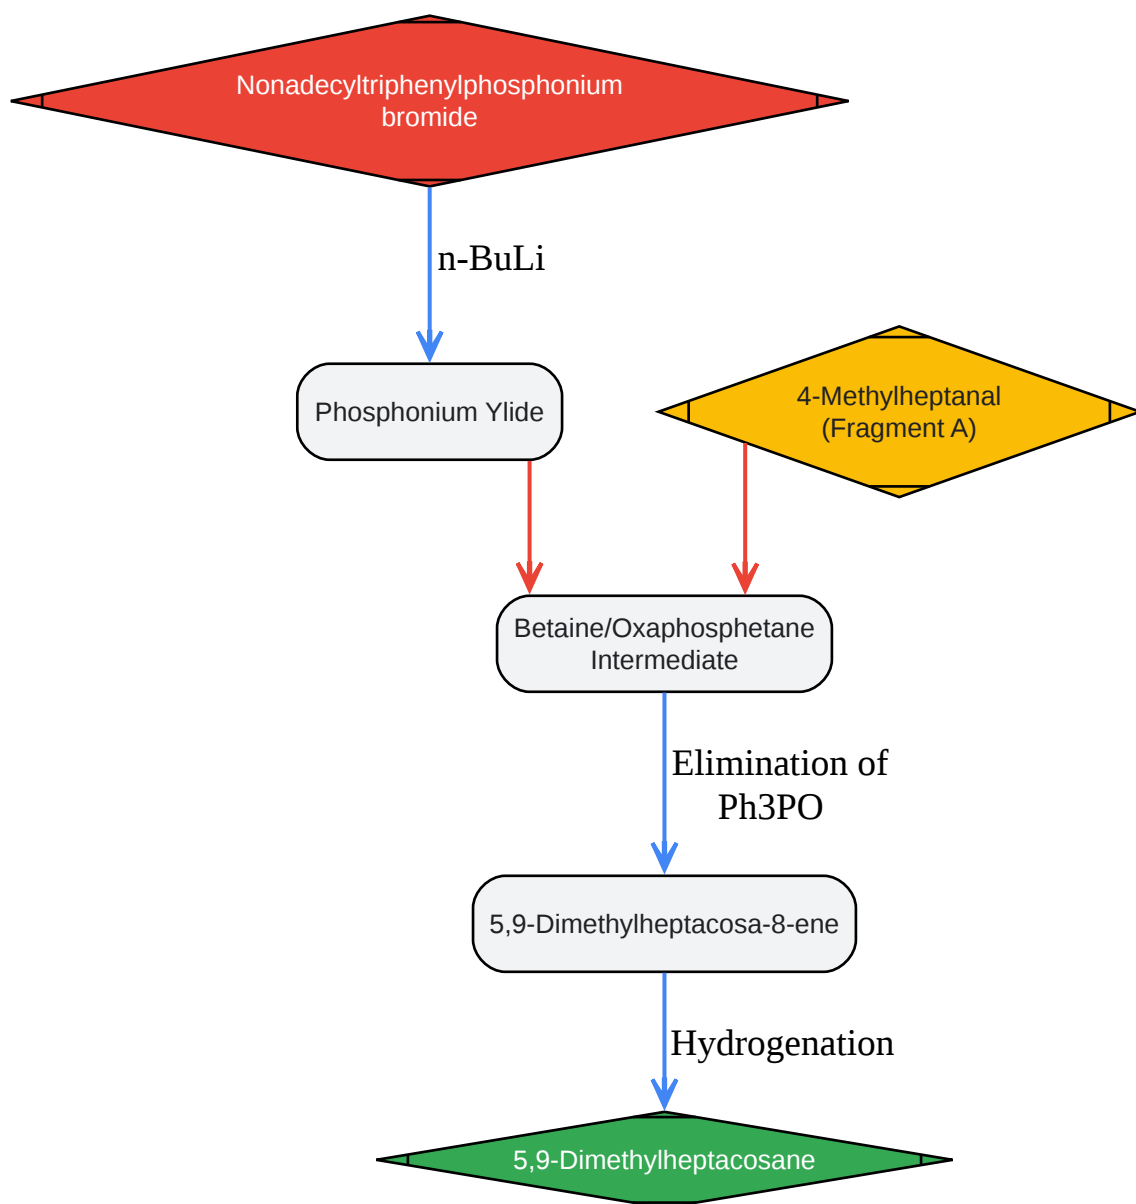 Nonadecyltriphenylphosphonium
bromide
n-BuLi
Phosphonium Ylide
4-Methylheptanal
(Fragment A)
Betaine/Oxaphosphetane
Intermediate
Elimination of
Ph3PO
5,9-Dimethylheptacosa-8-ene
Hydrogenation
5,9-Dimethylheptacosane